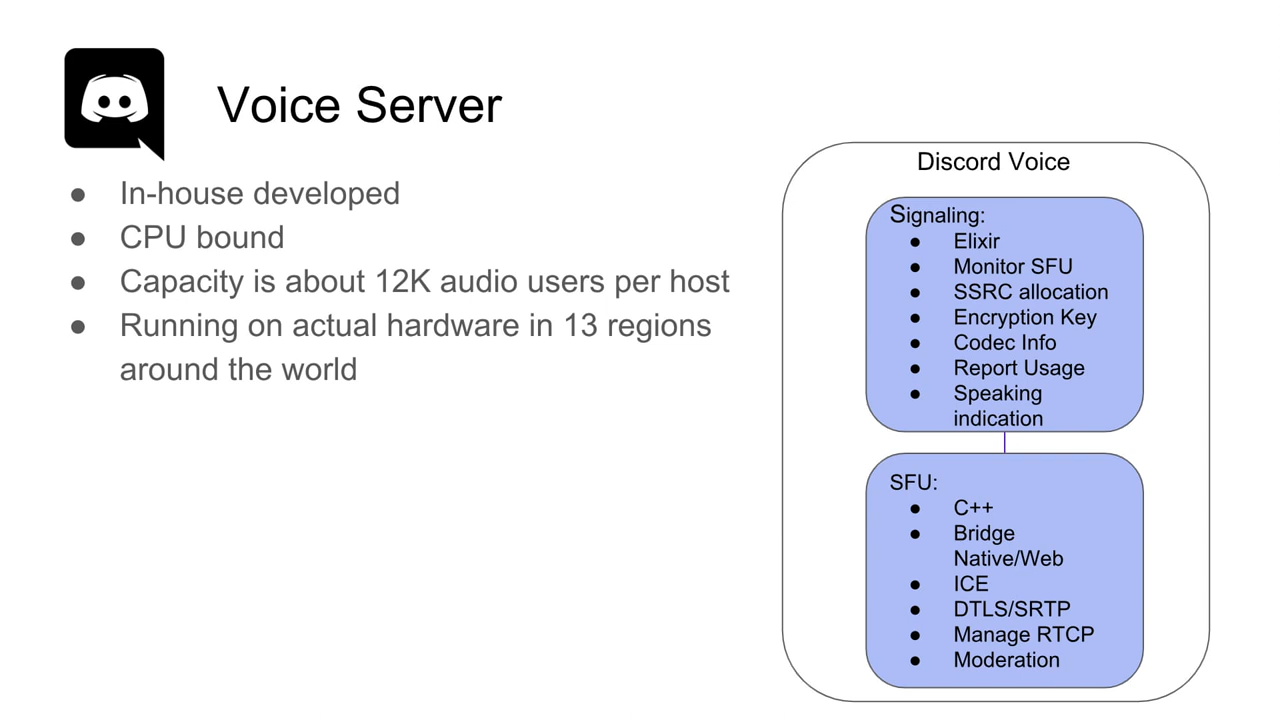 Voice Server
● In-house developed
● CPU bound
● Capacity is about 12K audio users per host
● Running on actual hardware in 13 regions
around the world
Discord Voice
Signaling:
● Elixir
● Monitor SFU
● SSRC allocation
● Encryption Key
● Codec Info
● Report Usage
● Speaking
indication
SFU:
● C++
● Bridge
Native/Web
● ICE
● DTLS/SRTP
● Manage RTCP
● Moderation